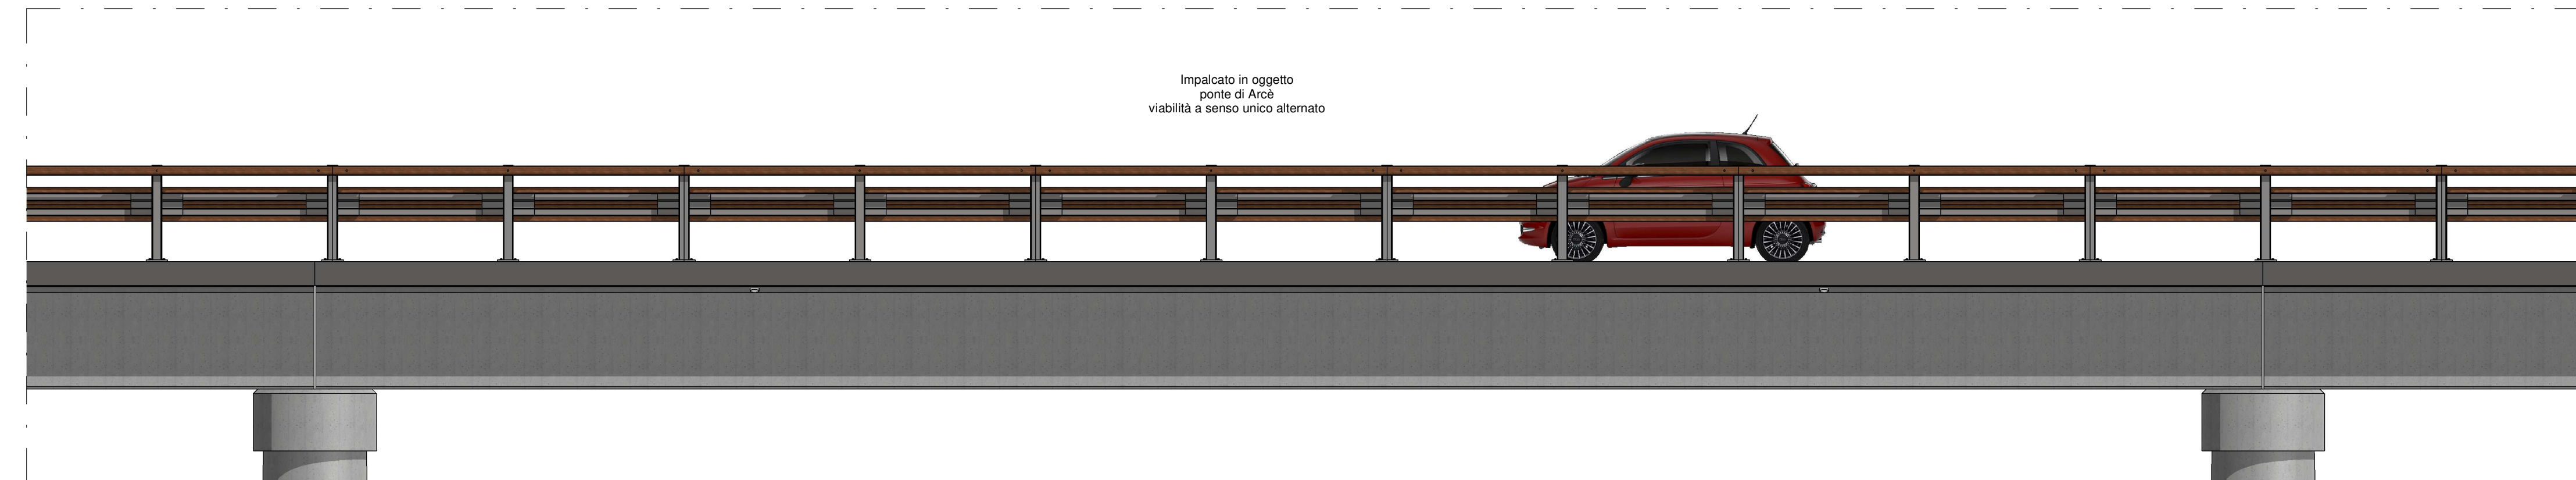 Impalcato in oggetto
ponte di Arcè
viabilità a senso unico alternato